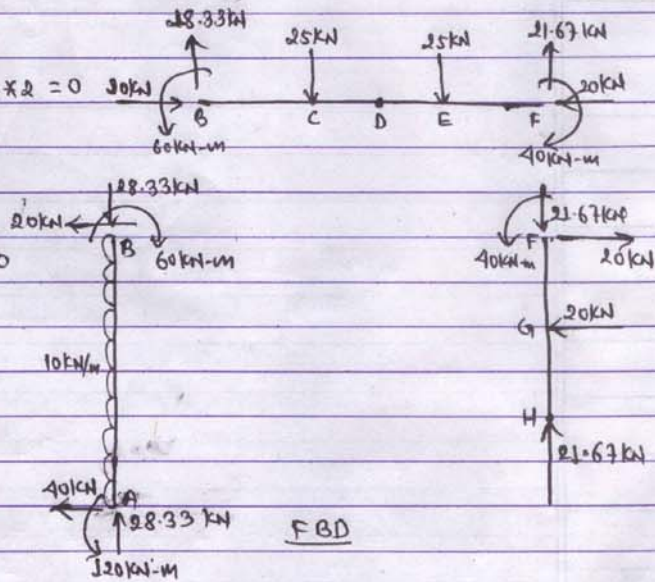 28.33KN 25KN 25KN 21.67KN
*2 = 0 20KN 20KN
B C D E F
60KN-m 40KN-m
28.33KN
20KN 21.67KN
B 60KN-m 40KN-m F 20KN
0
G 20KN
10KN/m
H
40KN 21.67KN
A 28.33 KN
FBD
120KN-m